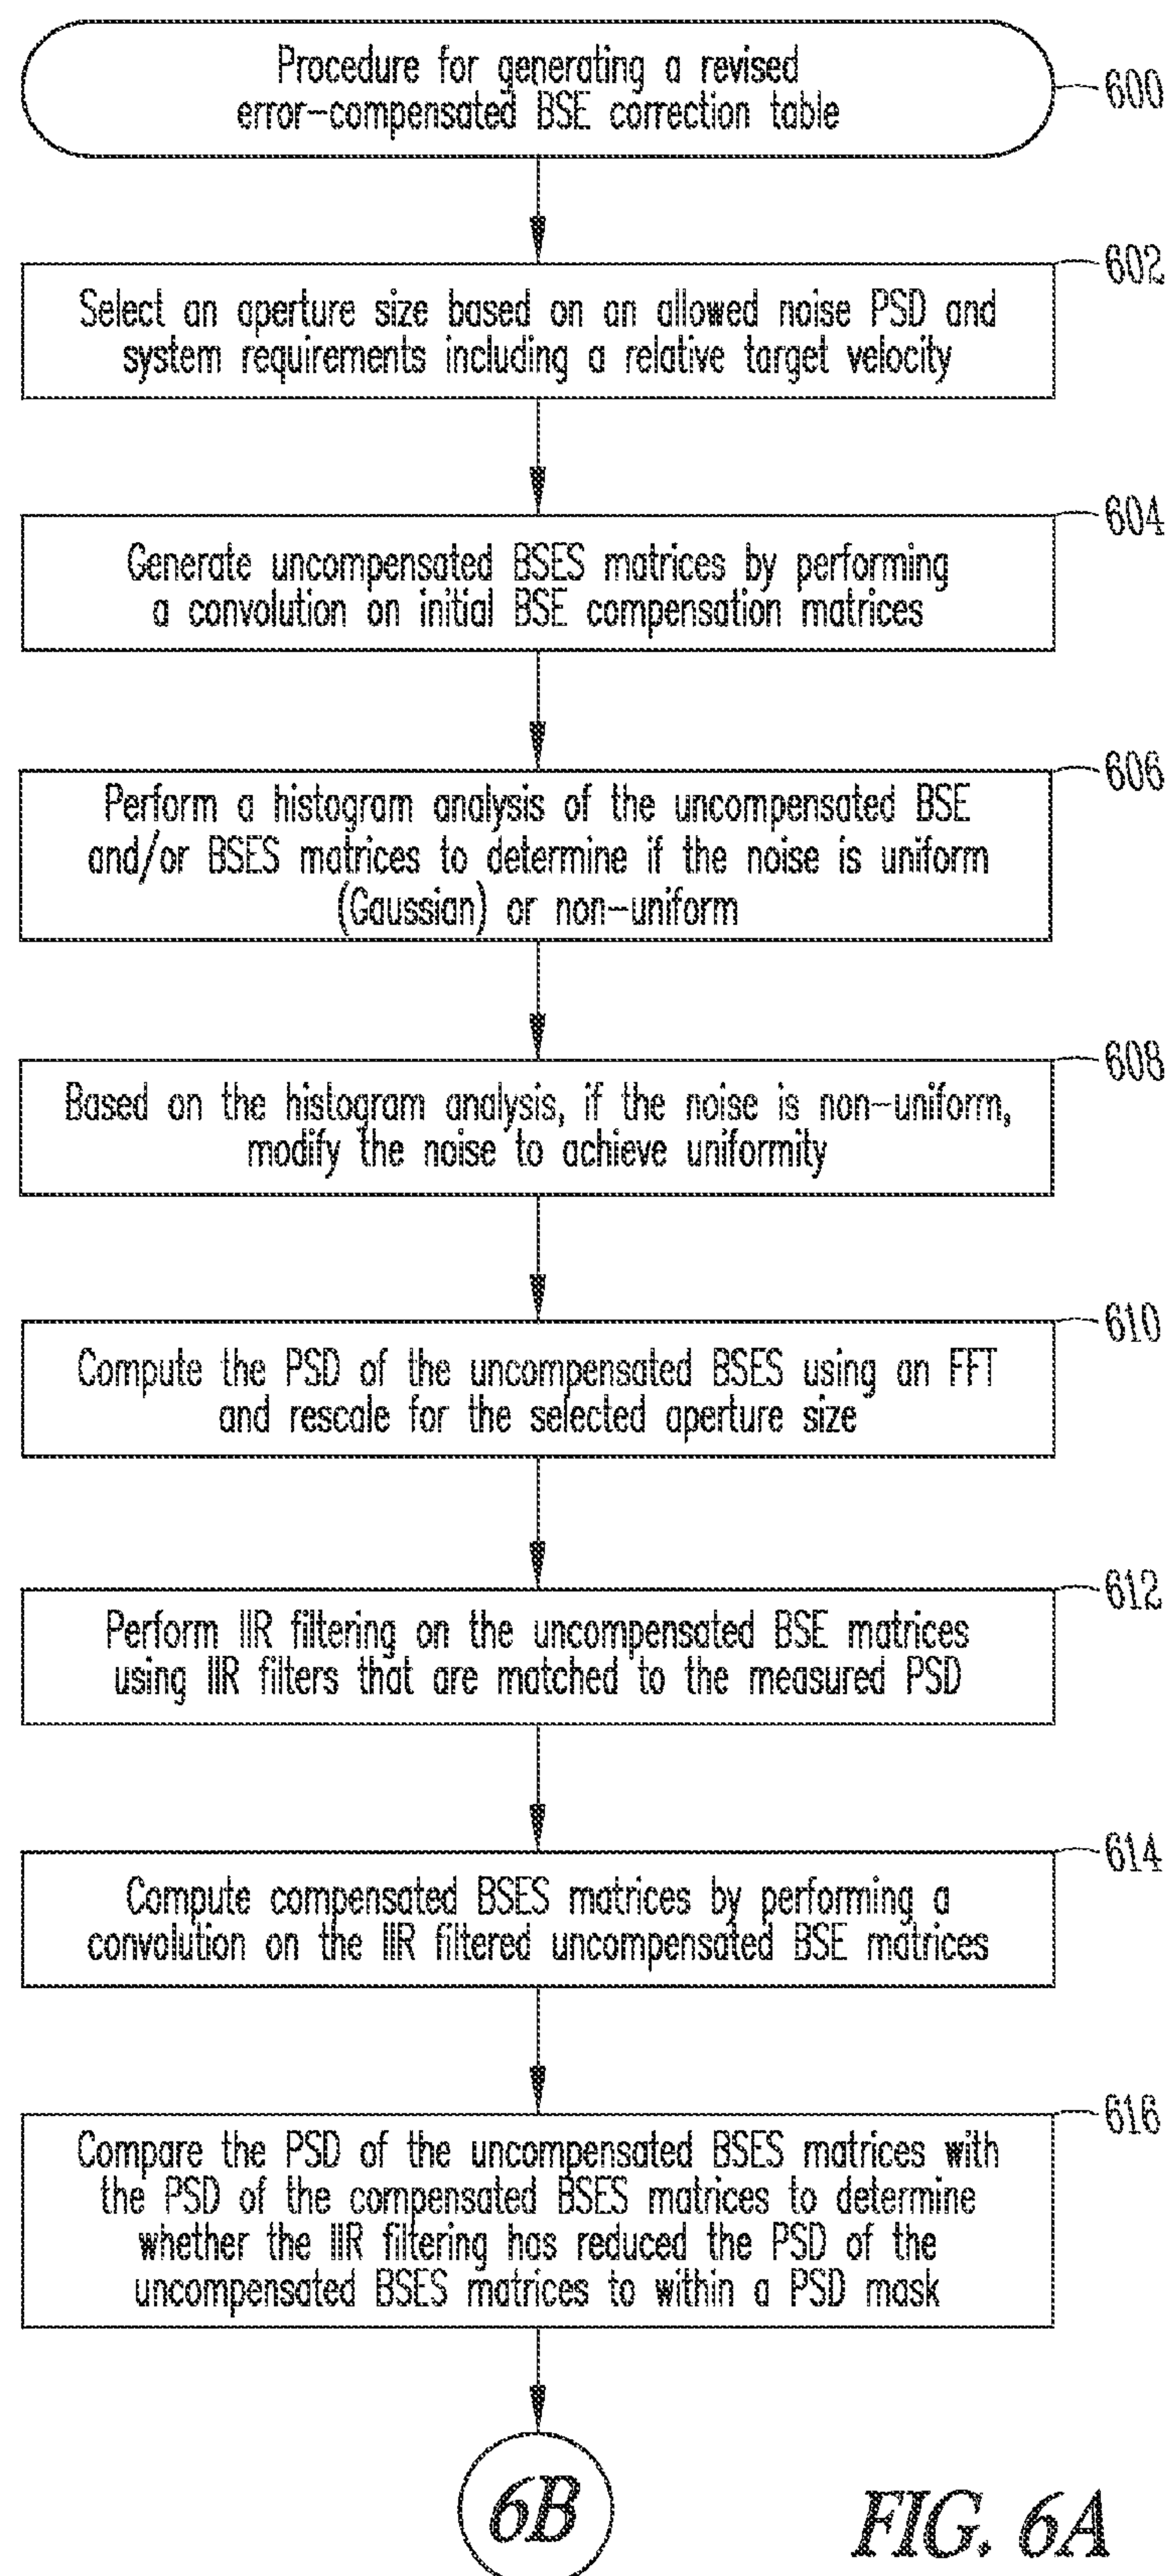 Procedure for generating a revised
error-compensated BSE correction table
600
602
Select an aperture size based on an allowed noise PSD and
system requirements including a relative target velocity
604
Generate uncompensated BSES matrices by performing
a convolution on initial BSE compensation matrices
606
Perform a histogram analysis of the uncompensated BSE
and/or BSES matrices to determine if the noise is uniform
(Gaussian) or non-uniform
608
Based on the histogram analysis, if the noise is non-uniform,
modify the noise to achieve uniformity
610
Compute the PSD of the uncompensated BSES using an FFT
and rescale for the selected aperture size
612
Perform IIR filtering on the uncompensated BSE matrices
using IIR filters that are matched to the measured PSD
614
Compute compensated BSES matrices by performing a
convolution on the IIR filtered uncompensated BSE matrices
616
Compare the PSD of the uncompensated BSES matrices with
the PSD of the compensated BSES matrices to determine
whether the IIR filtering has reduced the PSD of the
uncompensated BSES matrices to within a PSD mask
6B
FIG. 6A